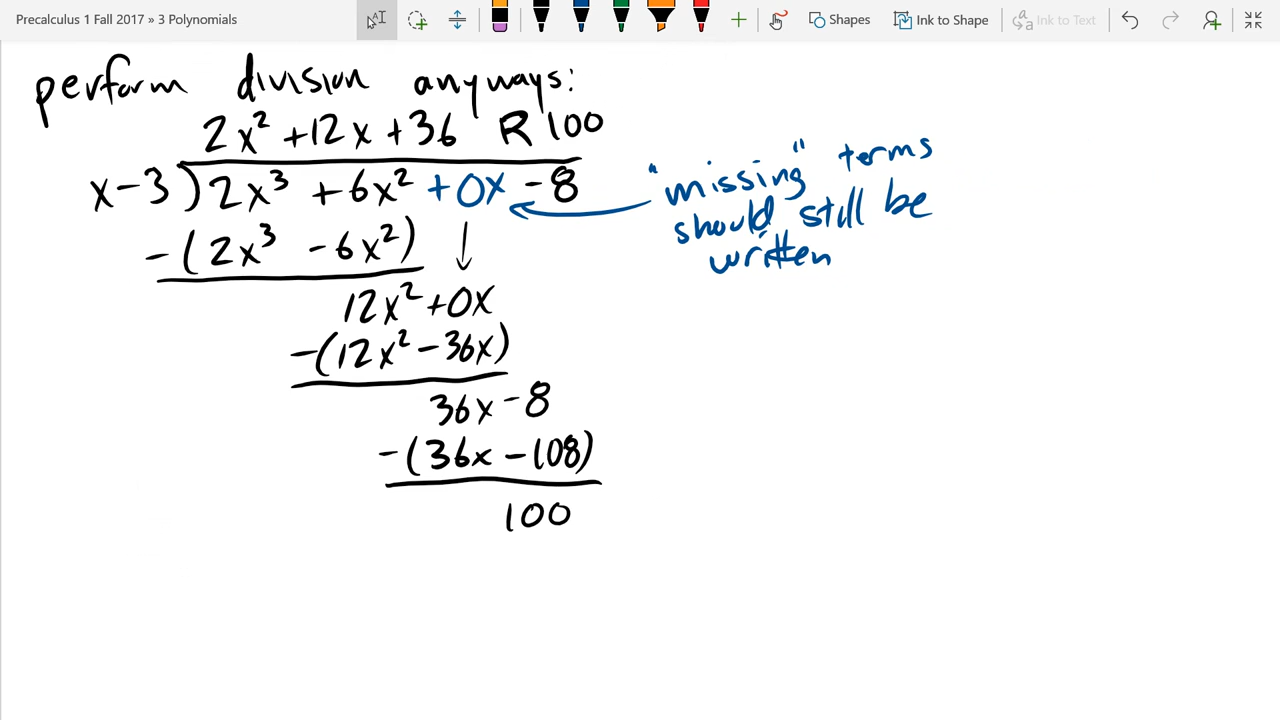 Precalculus 1 Fall 2017 » 3 Polynomials
Shapes
Ink to Shape
Ink to Text
perform division anyways:
2x² +12x +36 R 100
x-3)2x³ +6x² +0x -8
"missing" terms
should still be
written
-(2x³ -6x²)
12x² +0x
-(12x² -36x)
36x -8
-(36x -108)
100